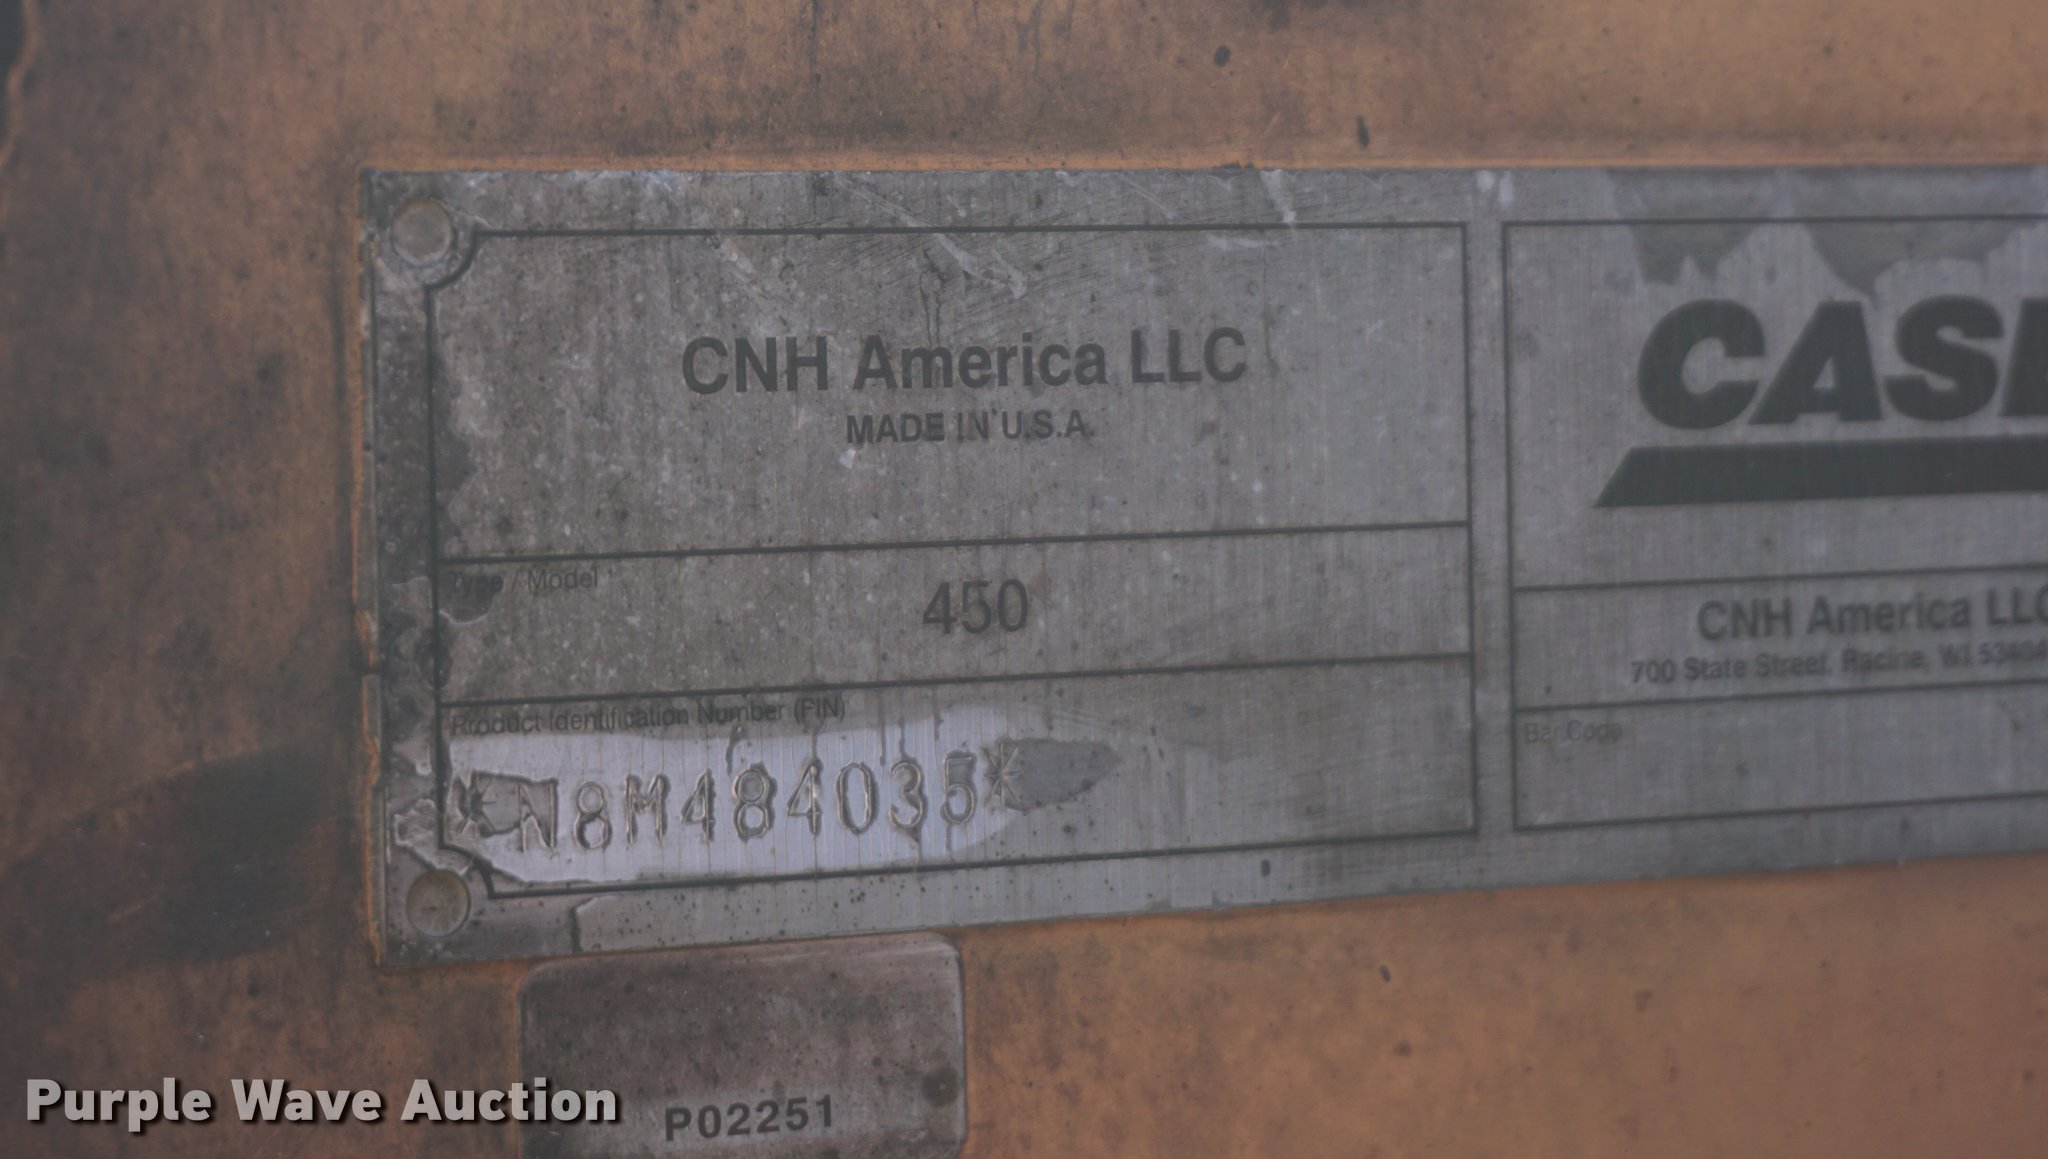 CNH America LLC
MADE IN U.S.A.
Type / Model
450
Product Identification Number (PIN)
*N8M484035*
CASE
CNH America LLC
700 State Street, Racine, WI 53404
Bar Code
P02251
Purple Wave Auction